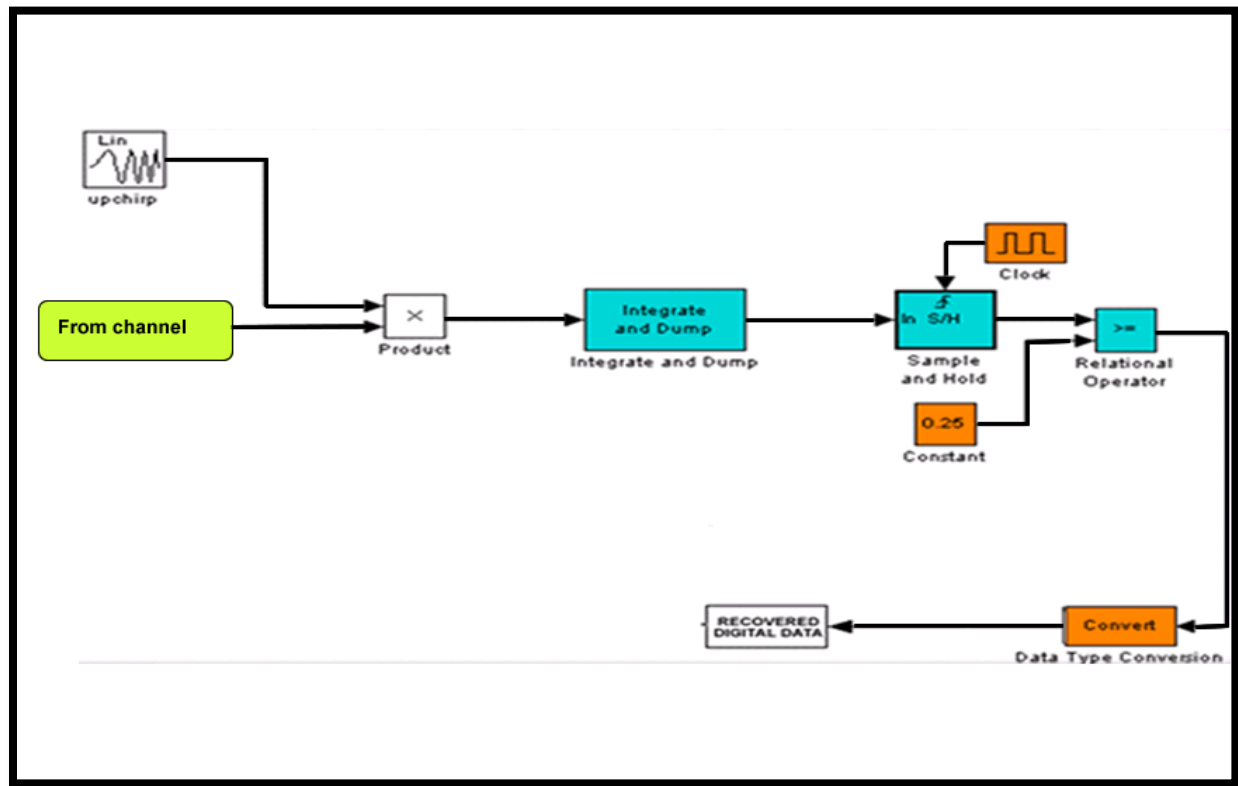 Lin
upchirp
From channel
×
Product
Integrate
and Dump
Integrate and Dump
Clock
In S/H
Sample
and Hold
>=
Relational
Operator
0.25
Constant
Convert
Data Type Conversion
RECOVERED
DIGITAL DATA